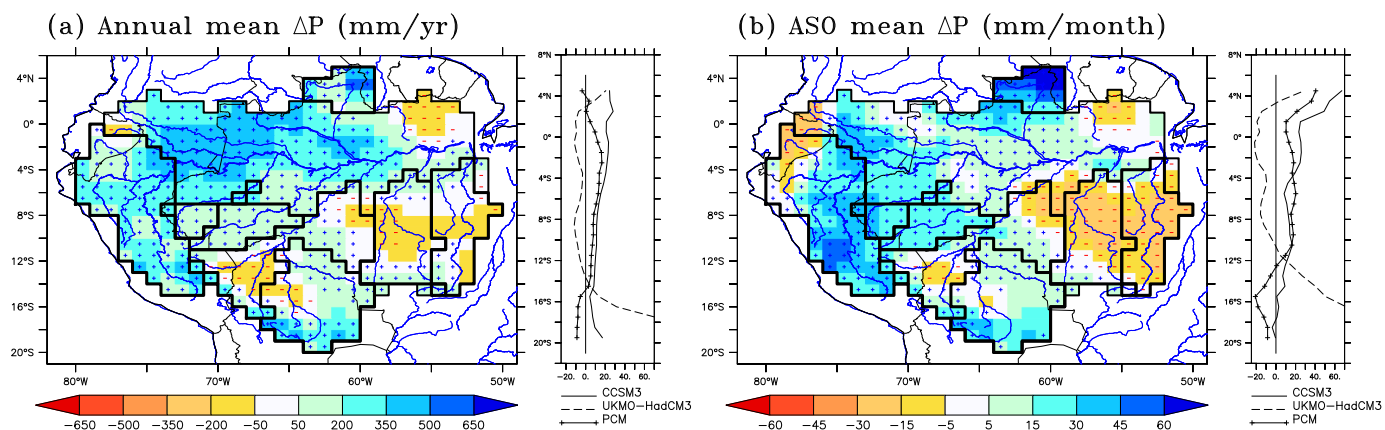 (a) Annual mean ΔP (mm/yr)
(b) ASO mean ΔP (mm/month)
4°N
0°
4°S
8°S
12°S
16°S
20°S
80°W
70°W
60°W
50°W
8°N
4°N
0°
4°S
8°S
12°S
16°S
20°S
−20.
0.
20.
40.
60.
4°N
0°
4°S
8°S
12°S
16°S
20°S
80°W
70°W
60°W
50°W
8°N
4°N
0°
4°S
8°S
12°S
16°S
20°S
−20.
0.
20.
40.
60.
−650 −500 −350 −200 −50 50 200 350 500 650
CCSM3
UKMO−HadCM3
PCM
−60 −45 −30 −15 −5 5 15 30 45 60
CCSM3
UKMO−HadCM3
PCM